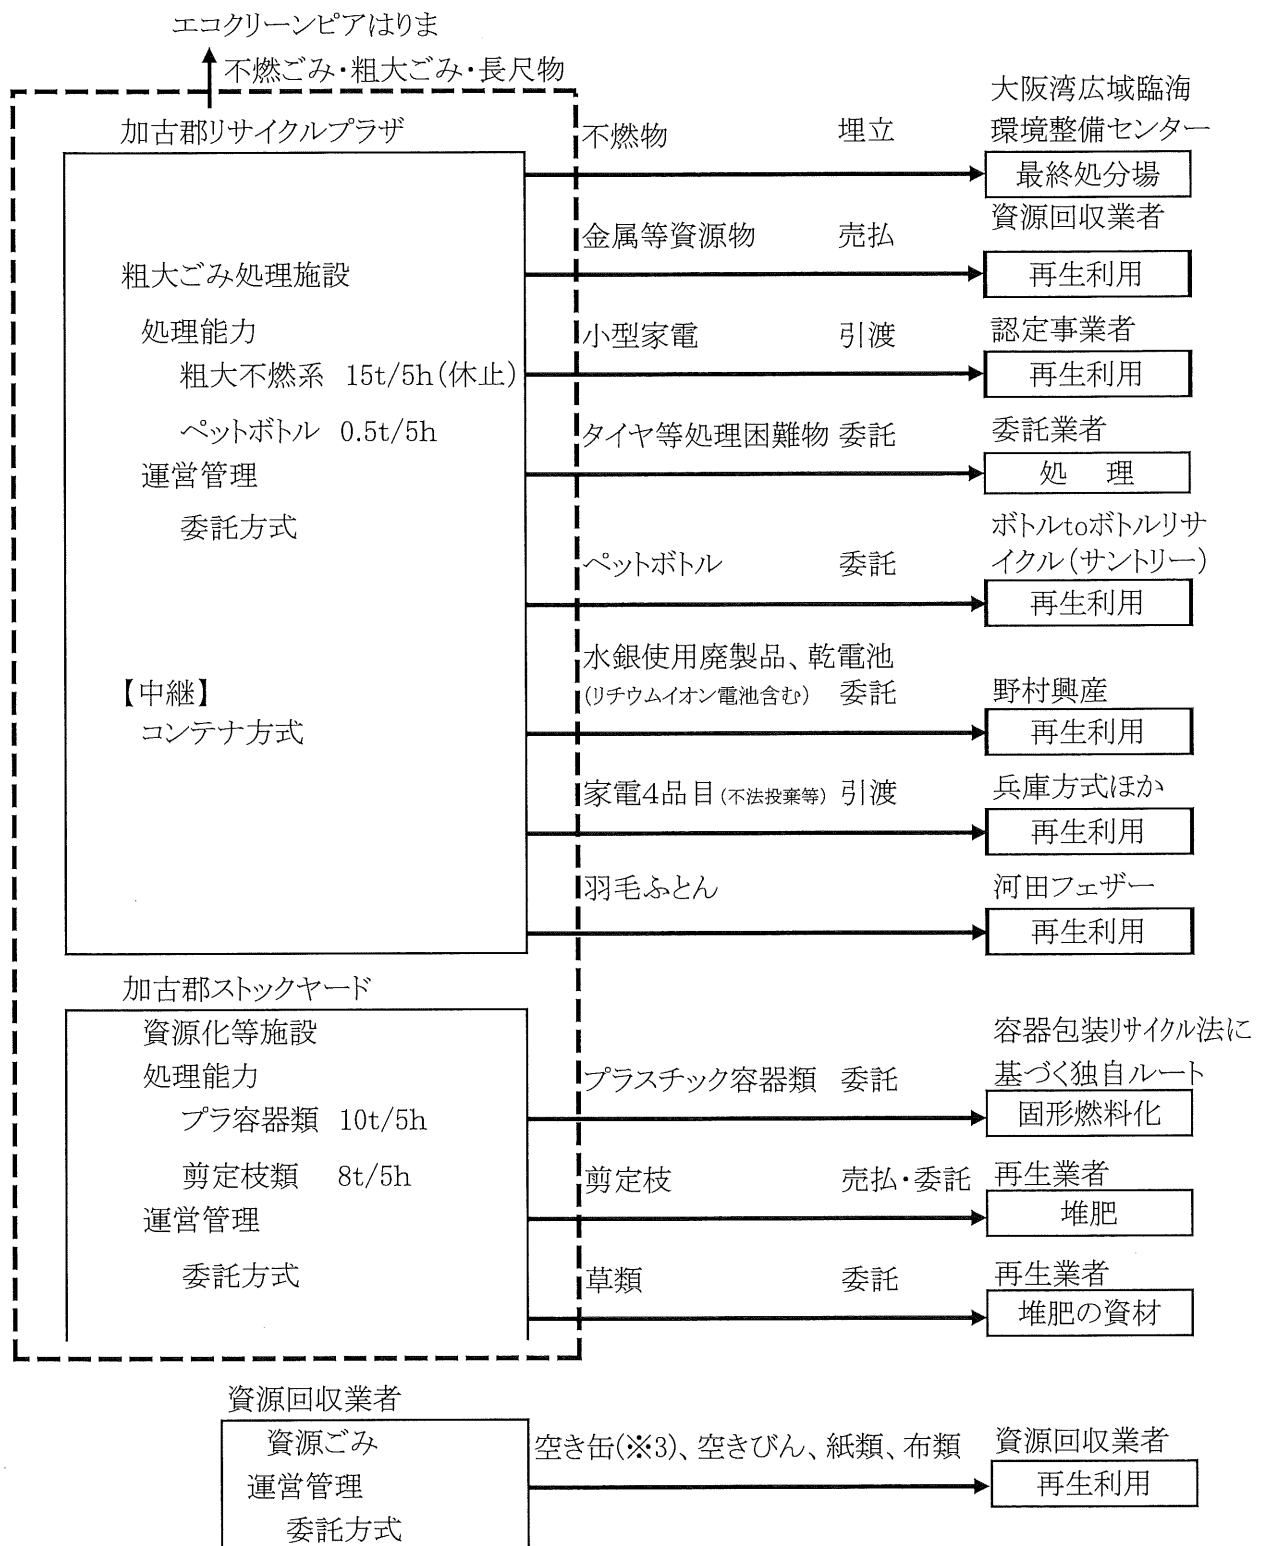 エコクリーンピアはりま
不燃ごみ・粗大ごみ・長尺物
加古郡リサイクルプラザ
粗大ごみ処理施設
処理能力
粗大不燃系 15t/5h(休止)
ペットボトル 0.5t/5h
運営管理
委託方式
【中継】
コンテナ方式
不燃物 埋立
大阪湾広域臨海
環境整備センター
最終処分場
金属等資源物 売払
資源回収業者
再生利用
小型家電 引渡
認定事業者
再生利用
タイヤ等処理困難物 委託
委託業者
処 理
ペットボトル 委託
ボトルtoボトルリサ
イクル(サントリー)
再生利用
水銀使用廃製品、乾電池
(リチウムイオン電池含む) 委託
野村興産
再生利用
家電4品目(不法投棄等) 引渡
兵庫方式ほか
再生利用
羽毛ふとん
河田フェザー
再生利用
加古郡ストックヤード
資源化等施設
処理能力
プラ容器類 10t/5h
剪定枝類 8t/5h
運営管理
委託方式
プラスチック容器類 委託
容器包装リサイクル法に
基づく独自ルート
固形燃料化
剪定枝 売払・委託
再生業者
堆肥
草類 委託
再生業者
堆肥の資材
資源回収業者
資源ごみ
運営管理
委託方式
空き缶(※3)、空きびん、紙類、布類
資源回収業者
再生利用